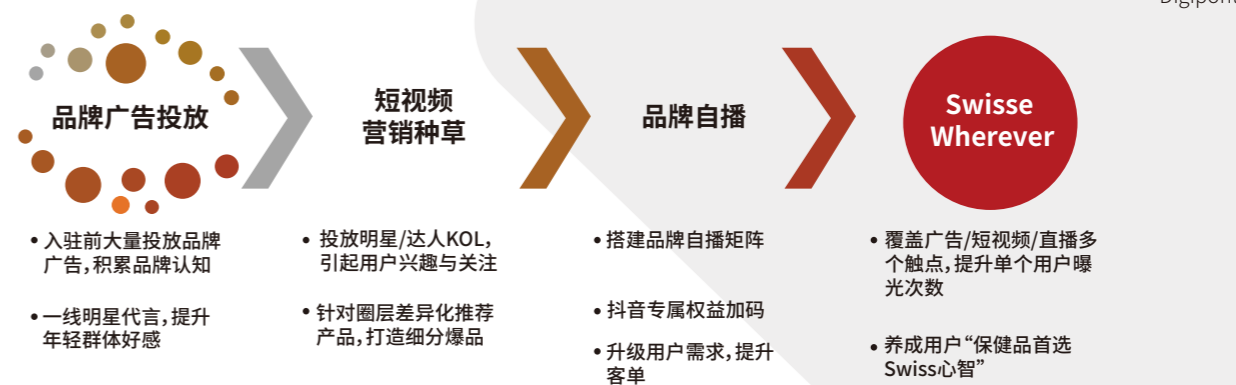 Digipont
品牌广告投放
短视频
营销种草
品牌自播
Swisse
Wherever
• 入驻前大量投放品牌
广告，积累品牌认知
• 一线明星代言，提升
年轻群体好感
• 投放明星/达人KOL，
引起用户兴趣与关注
• 针对圈层差异化推荐
产品，打造细分爆品
• 搭建品牌自播矩阵
• 抖音专属权益加码
• 升级用户需求，提升
客单
• 覆盖广告/短视频/直播多
个触点，提升单个用户曝
光次数
• 养成用户“保健品首选
Swiss心智”